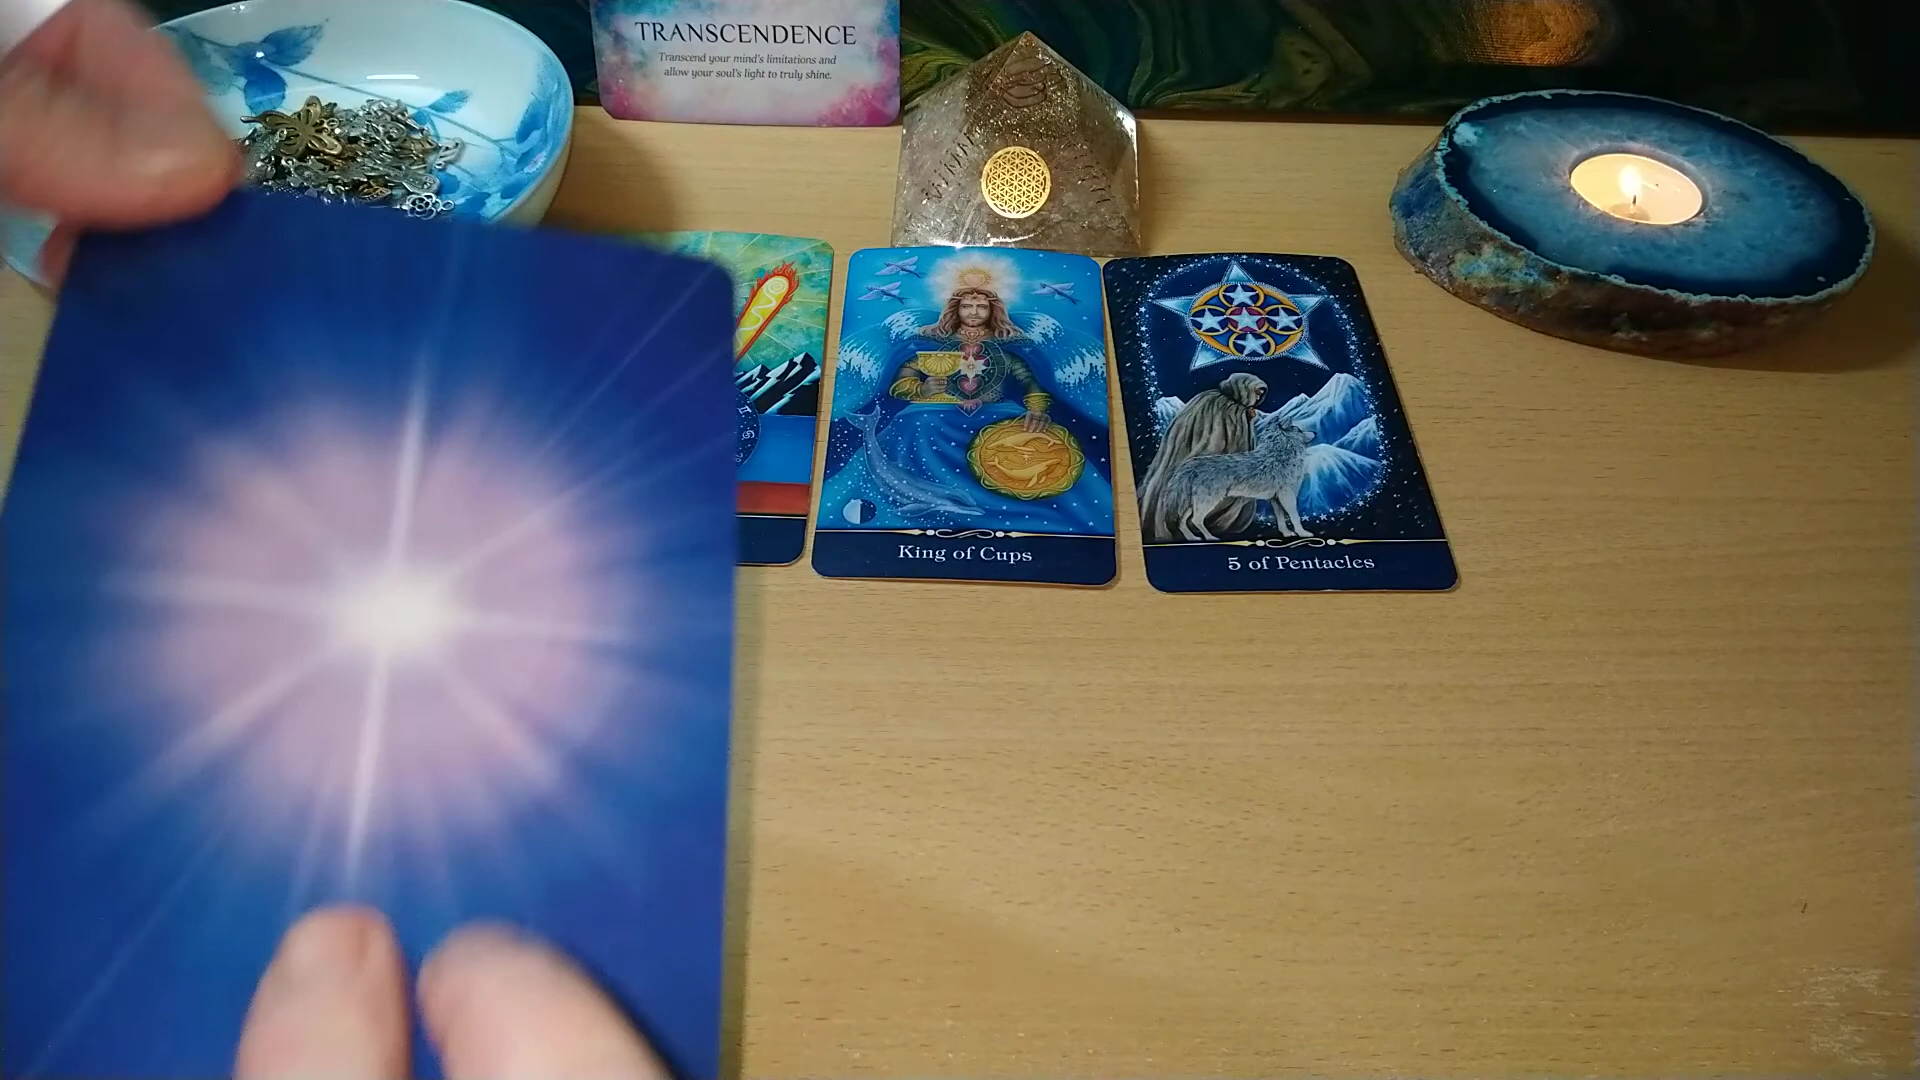 TRANSCENDENCE
Transcend your mind's limitations and
allow your soul's light to truly shine.
King of Cups
5 of Pentacles